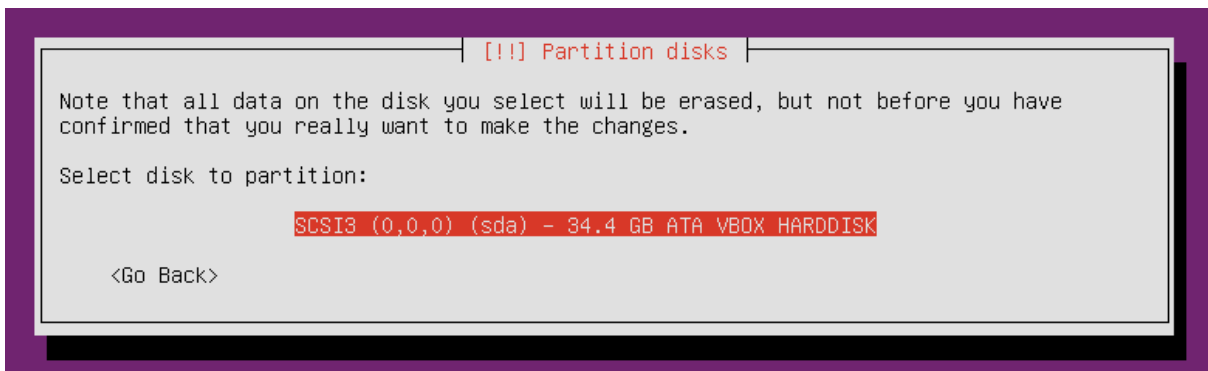 [!!] Partition disks
Note that all data on the disk you select will be erased, but not before you have
confirmed that you really want to make the changes.
Select disk to partition:
SCSI3 (0,0,0) (sda) - 34.4 GB ATA VBOX HARDDISK
<Go Back>